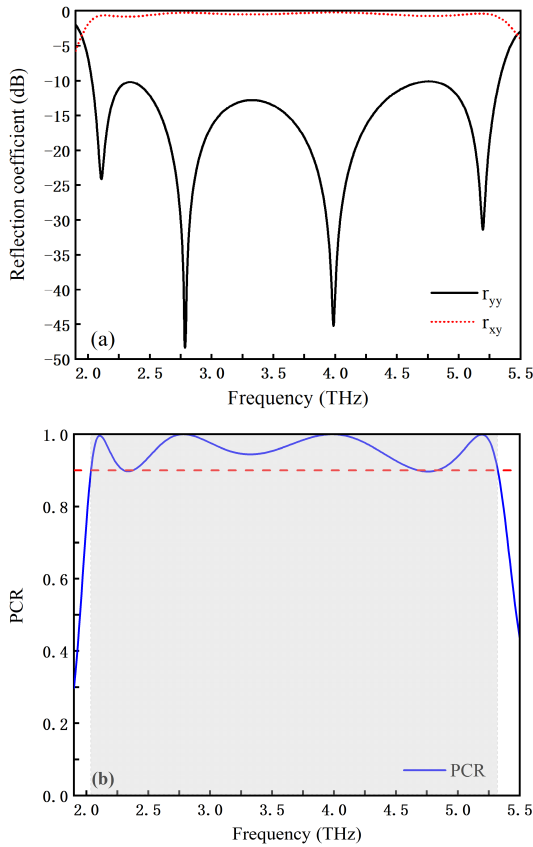 0
-5
-10
-15
-20
-25
-30
-35
-40
-45
-50
Reflection coefficient (dB)
r_yy
r_xy
(a)
2.0 2.5 3.0 3.5 4.0 4.5 5.0 5.5
Frequency (THz)
1.0
0.8
0.6
0.4
0.2
0.0
PCR
PCR
(b)
2.0 2.5 3.0 3.5 4.0 4.5 5.0 5.5
Frequency (THz)